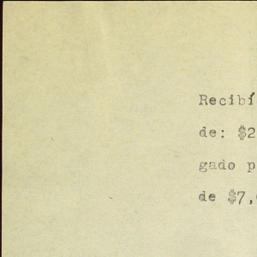 Recibí
de: $2
gado p
de $7,